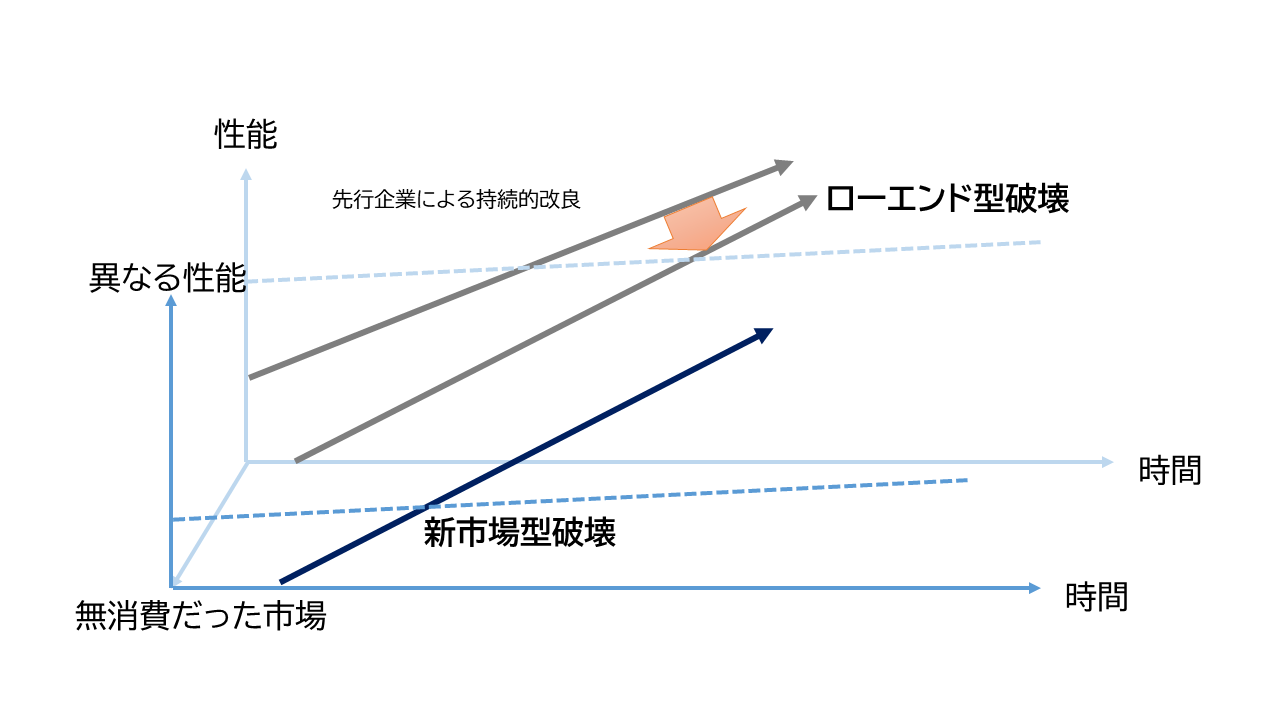 性能
先行企業による持続的改良
ローエンド型破壊
異なる性能
時間
新市場型破壊
時間
無消費だった市場